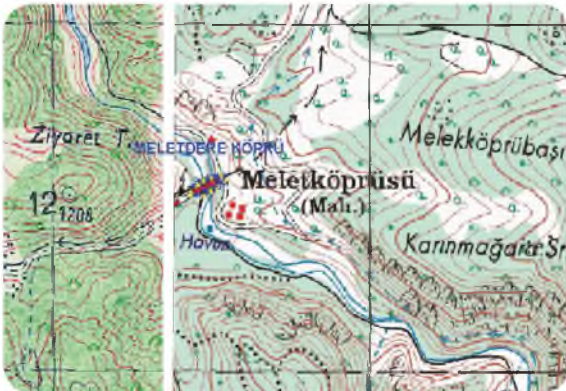 Ziyaret T.
MELETDERE KÖPRÜ
Melekköprübaşı
Meletköprüsü
(Mah.)
12 1208
Havuz
Karınmağara Sr